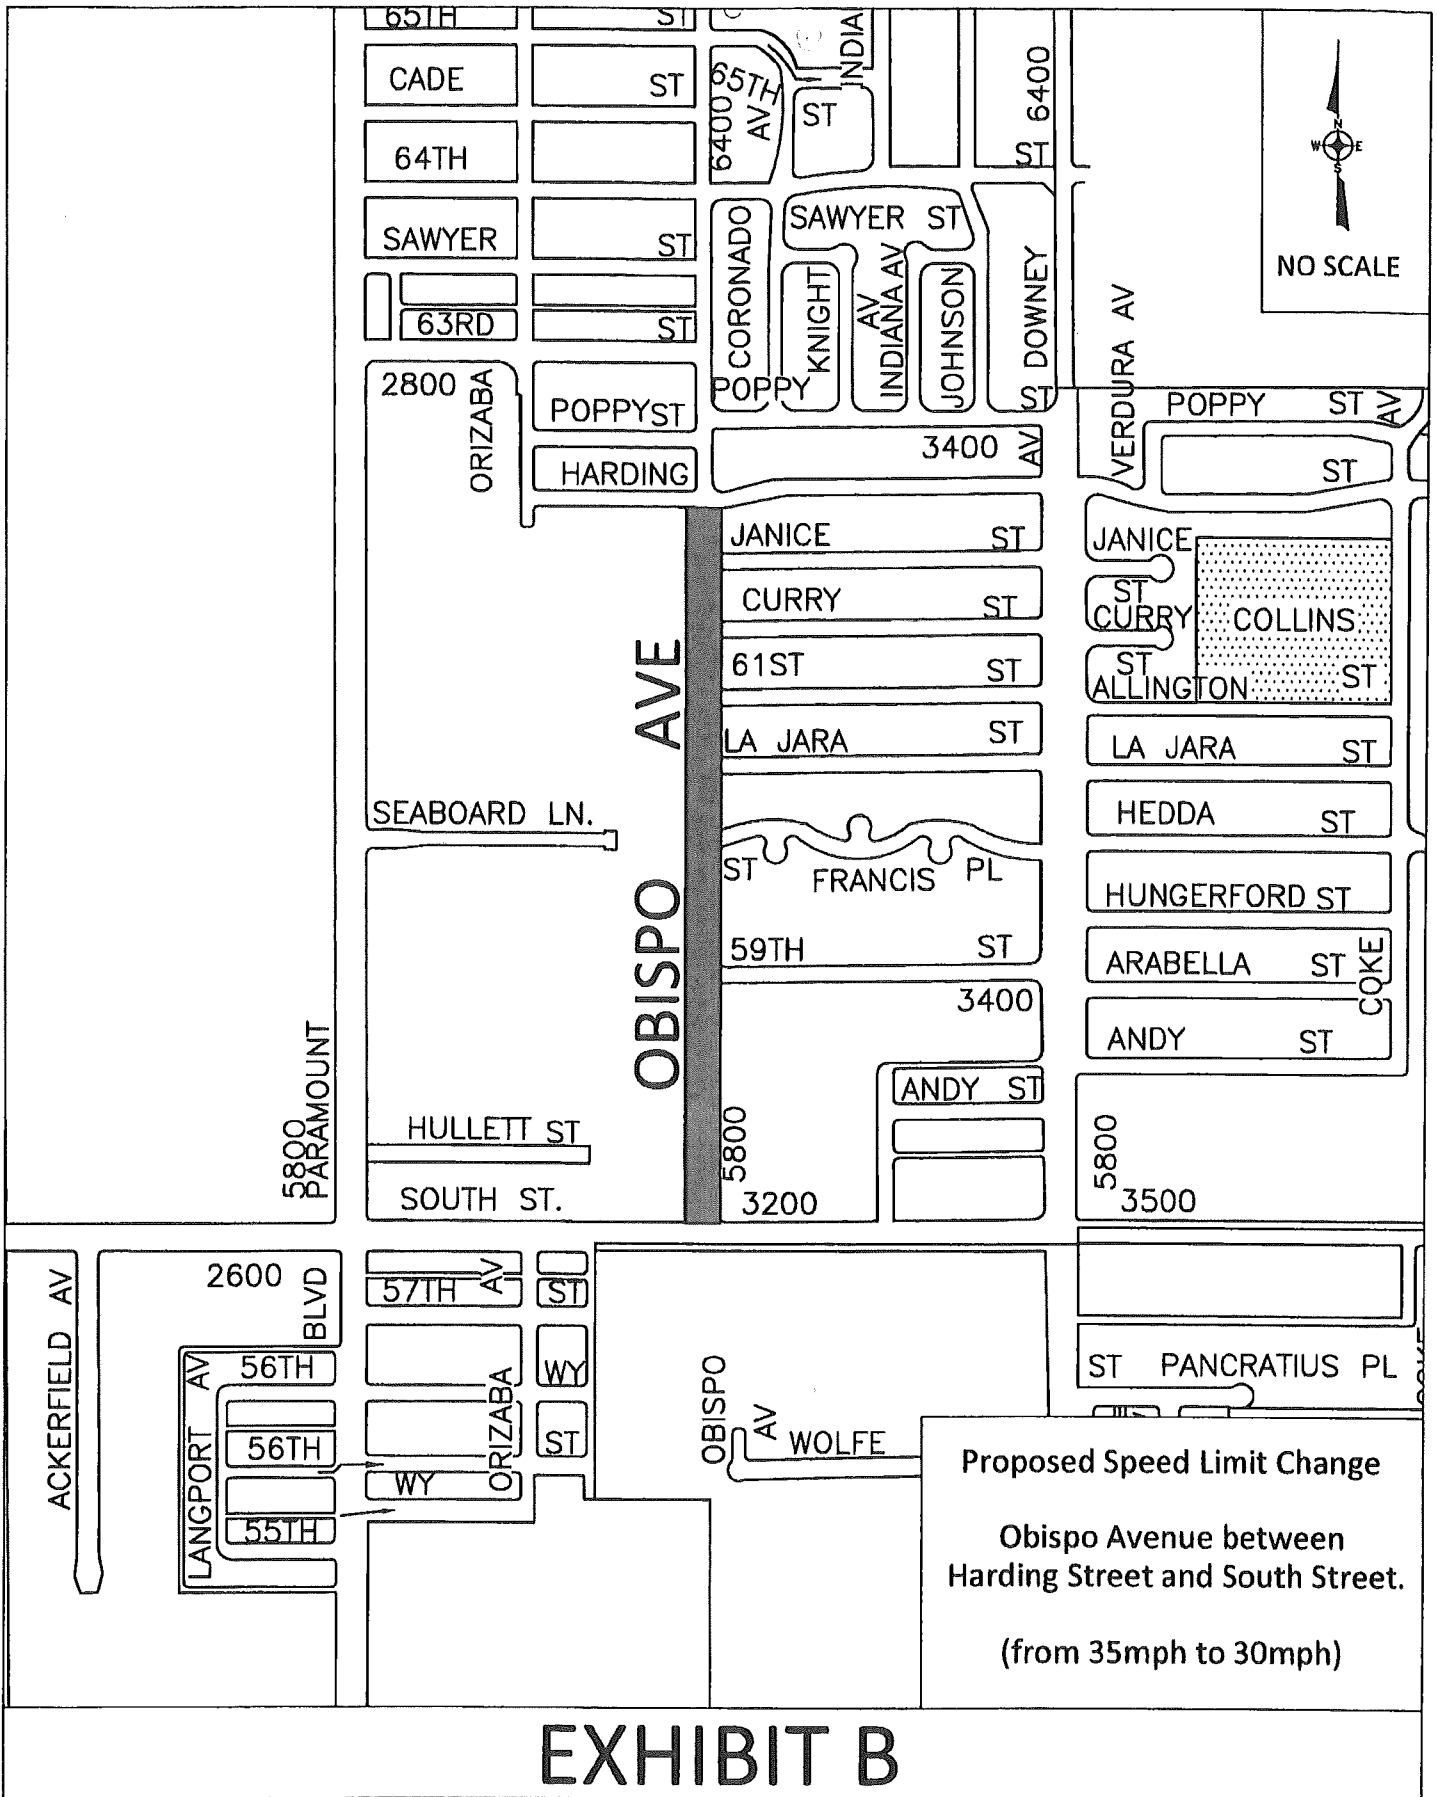 65TH ST
INDIA
CADE ST
65TH
ST
6400
AV
6400
64TH
ST
N
W E
S
NO SCALE
SAWYER ST
CORONADO
SAWYER ST
KNIGHT
AV
INDIANA AV
JOHNSON
DOWNEY
VERDURA AV
63RD ST
2800
ORIZABA
POPPY ST
POPPY ST
POPPY ST AV
HARDING
3400 AV
ST
JANICE ST
JANICE
ST
CURRY ST
CURRY
ST
COLLINS
ST
61ST ST
ALLINGTON
LA JARA ST
LA JARA ST
OBISPO AVE
SEABOARD LN.
HEDDA ST
ST FRANCIS PL
HUNGERFORD ST
59TH ST
ARABELLA ST
COKE
3400
ANDY ST
ANDY ST
5800
PARAMOUNT
HULLETT ST
5800
5800
SOUTH ST.
3200
3500
ACKERFIELD AV
2600
BLVD
57TH ST
AV
LANGPORT AV
56TH
WY
ORIZABA
ST PANCRATIUS PL
56TH
ST
OBISPO
AV
WOLFE
WY
55TH
Proposed Speed Limit Change
Obispo Avenue between
Harding Street and South Street.
(from 35mph to 30mph)
EXHIBIT B